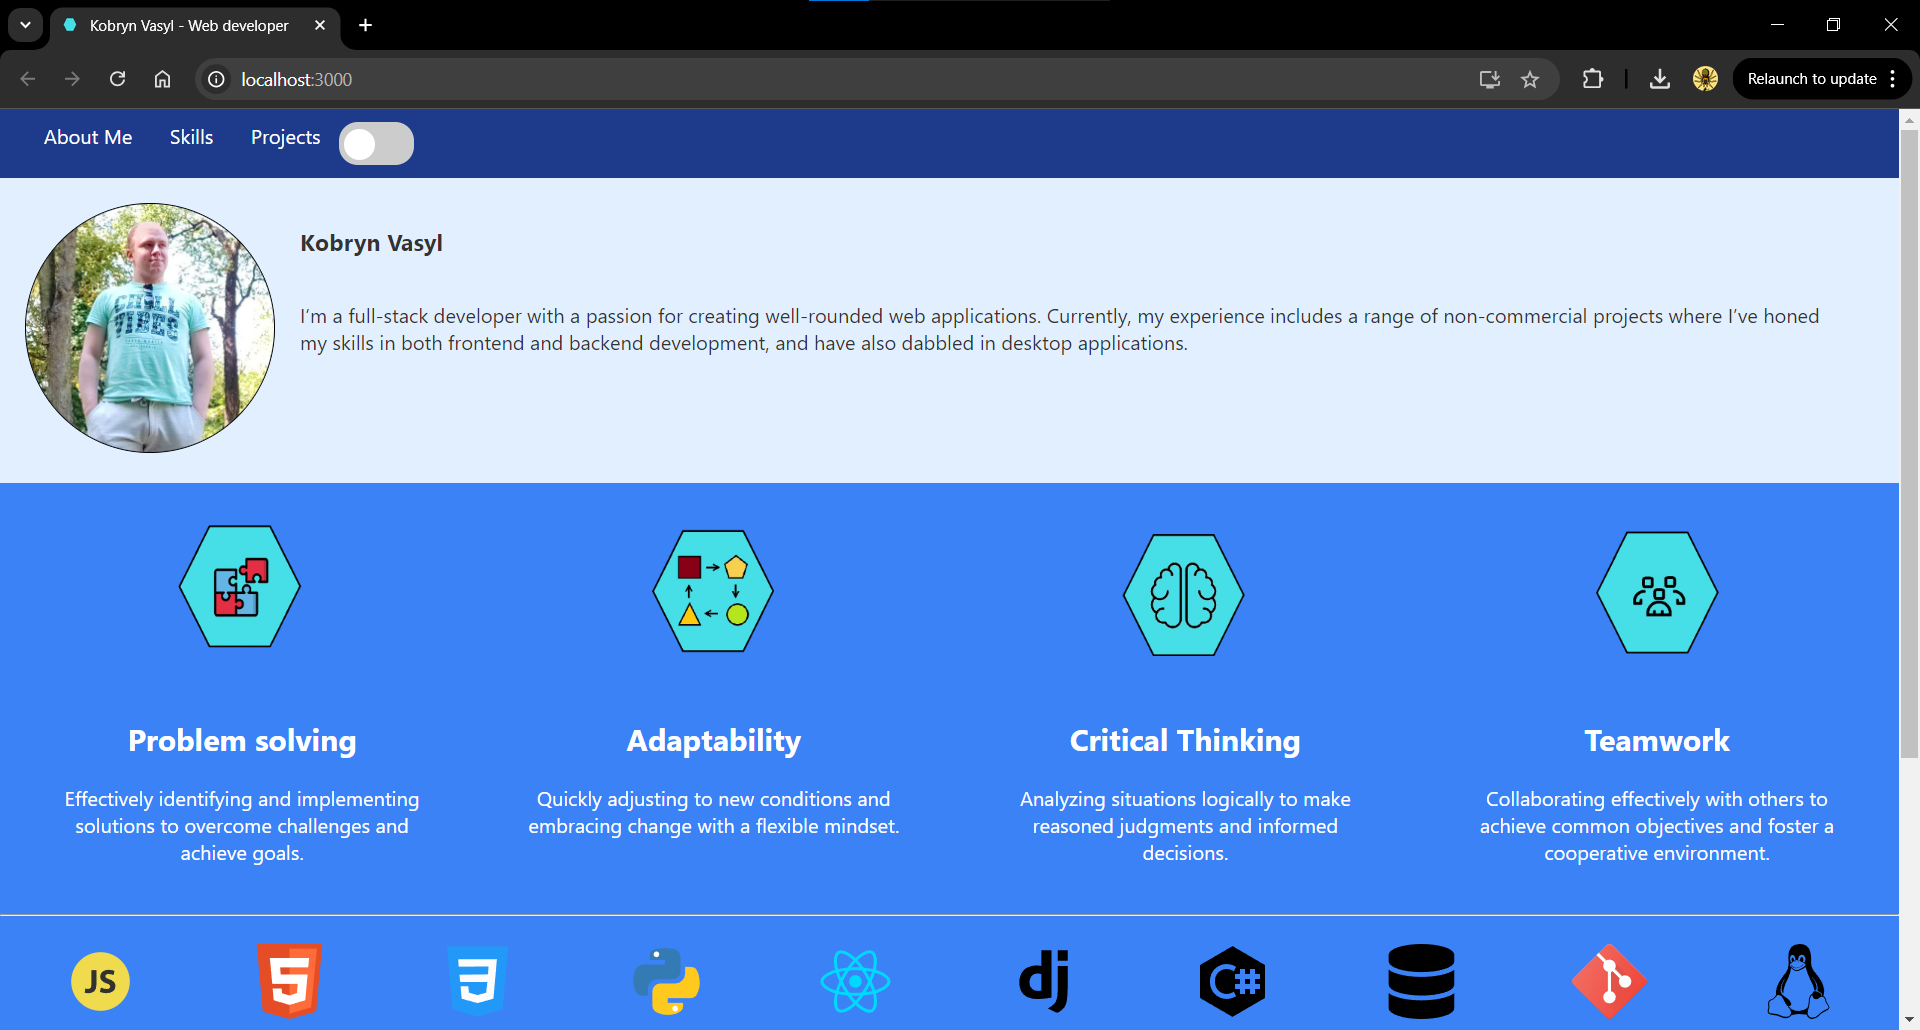 Kobryn Vasyl - Web developer
localhost:3000
Relaunch to update
About Me
Skills
Projects
CHILL
VIBES
Kobryn Vasyl
I'm a full-stack developer with a passion for creating well-rounded web applications. Currently, my experience includes a range of non-commercial projects where I've honed
my skills in both frontend and backend development, and have also dabbled in desktop applications.
Problem solving
Effectively identifying and implementing
solutions to overcome challenges and
achieve goals.
Adaptability
Quickly adjusting to new conditions and
embracing change with a flexible mindset.
Critical Thinking
Analyzing situations logically to make
reasoned judgments and informed
decisions.
Teamwork
Collaborating effectively with others to
achieve common objectives and foster a
cooperative environment.
JS
5
3
dj
C#